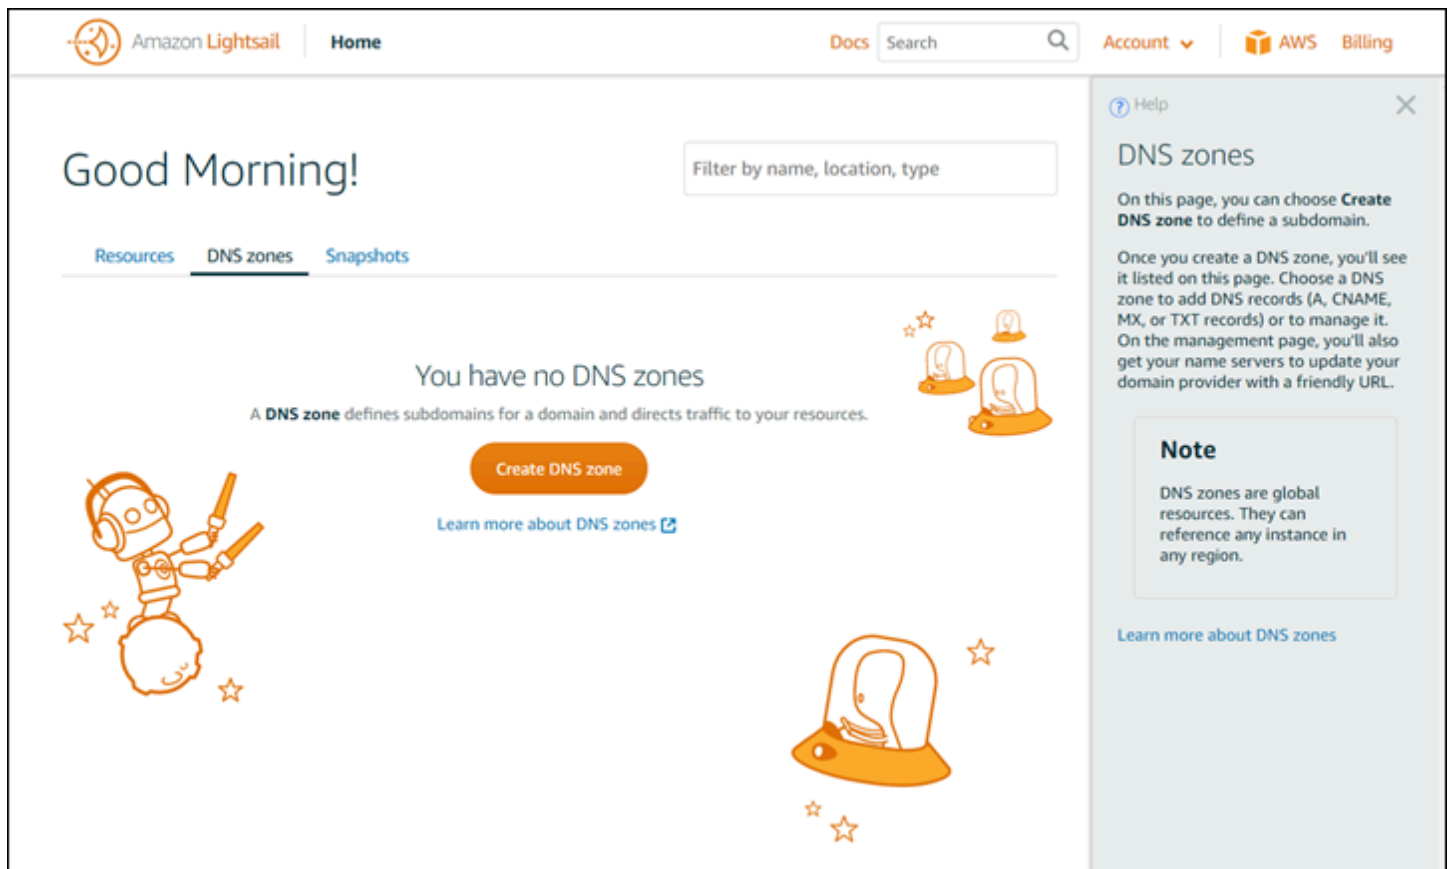 Amazon Lightsail
Home
Docs
Search
Account
AWS
Billing
Good Morning!
Filter by name, location, type
Resources
DNS zones
Snapshots
You have no DNS zones
A DNS zone defines subdomains for a domain and directs traffic to your resources.
Create DNS zone
Learn more about DNS zones
? Help
DNS zones
On this page, you can choose Create
DNS zone to define a subdomain.
Once you create a DNS zone, you'll see
it listed on this page. Choose a DNS
zone to add DNS records (A, CNAME,
MX, or TXT records) or to manage it.
On the management page, you'll also
get your name servers to update your
domain provider with a friendly URL.
Note
DNS zones are global
resources. They can
reference any instance in
any region.
Learn more about DNS zones